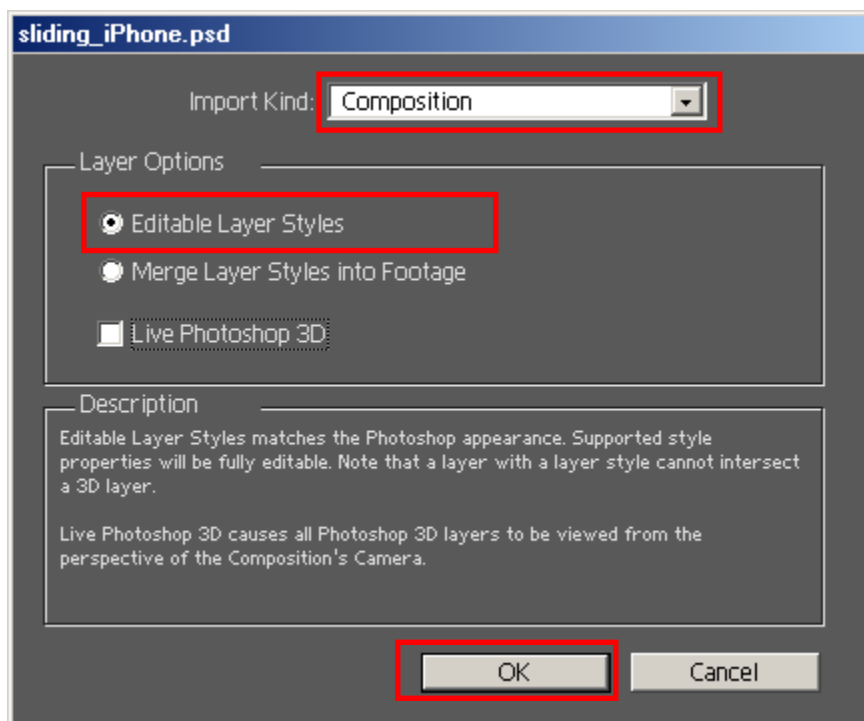 sliding_iPhone.psd
Import Kind: Composition
Layer Options
Editable Layer Styles
Merge Layer Styles into Footage
Live Photoshop 3D
Description
Editable Layer Styles matches the Photoshop appearance. Supported style
properties will be fully editable. Note that a layer with a layer style cannot intersect
a 3D layer.
Live Photoshop 3D causes all Photoshop 3D layers to be viewed from the
perspective of the Composition's Camera.
OK Cancel